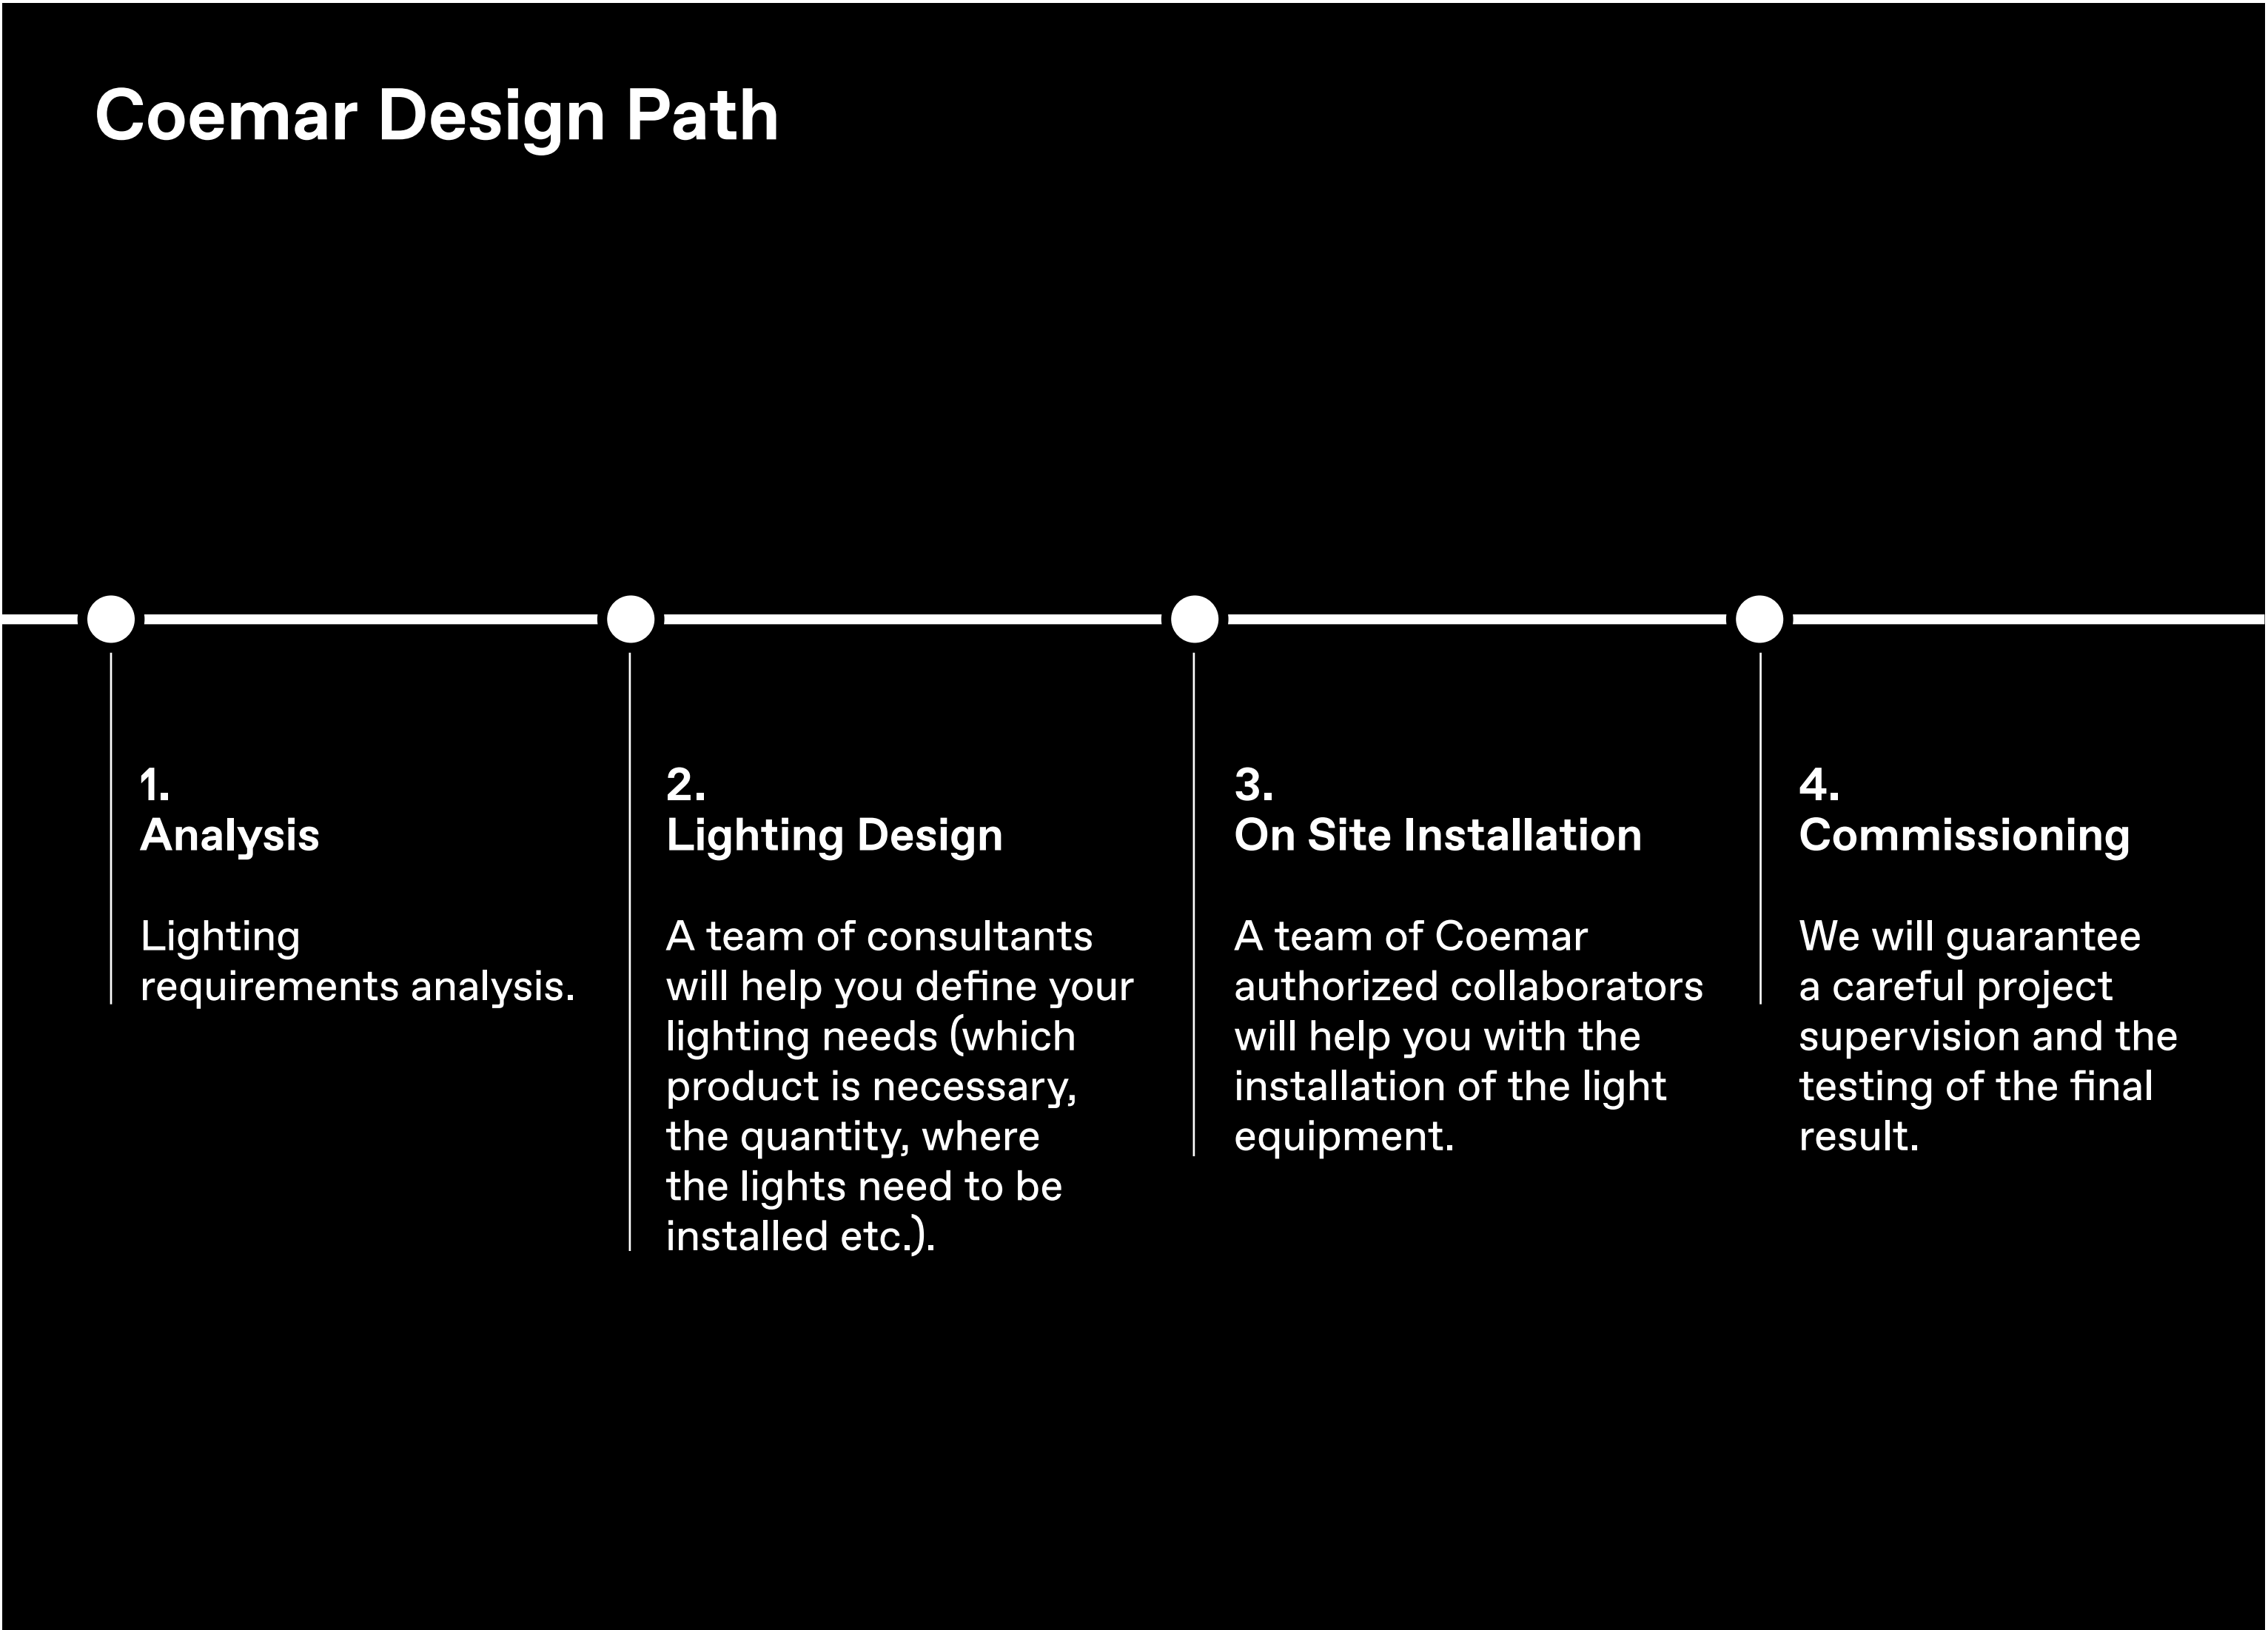 Coemar Design Path
1.
Analysis
Lighting
requirements analysis.
2.
Lighting Design
A team of consultants
will help you define your
lighting needs (which
product is necessary,
the quantity, where
the lights need to be
installed etc.).
3.
On Site Installation
A team of Coemar
authorized collaborators
will help you with the
installation of the light
equipment.
4.
Commissioning
We will guarantee
a careful project
supervision and the
testing of the final
result.